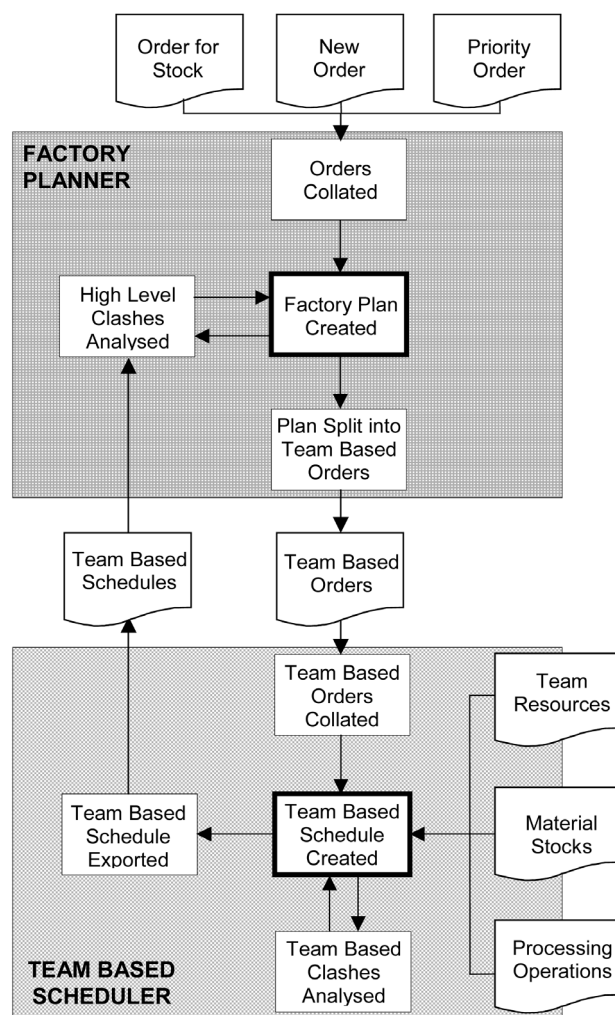 Order for
Stock
New
Order
Priority
Order
FACTORY
PLANNER
Orders
Collated
High Level
Clashes
Analysed
Factory Plan
Created
Plan Split into
Team Based
Orders
Team Based
Schedules
Team Based
Orders
Team Based
Orders
Collated
Team
Resources
Team Based
Schedule
Exported
Team Based
Schedule
Created
Material
Stocks
Team Based
Clashes
Analysed
Processing
Operations
TEAM BASED
SCHEDULER